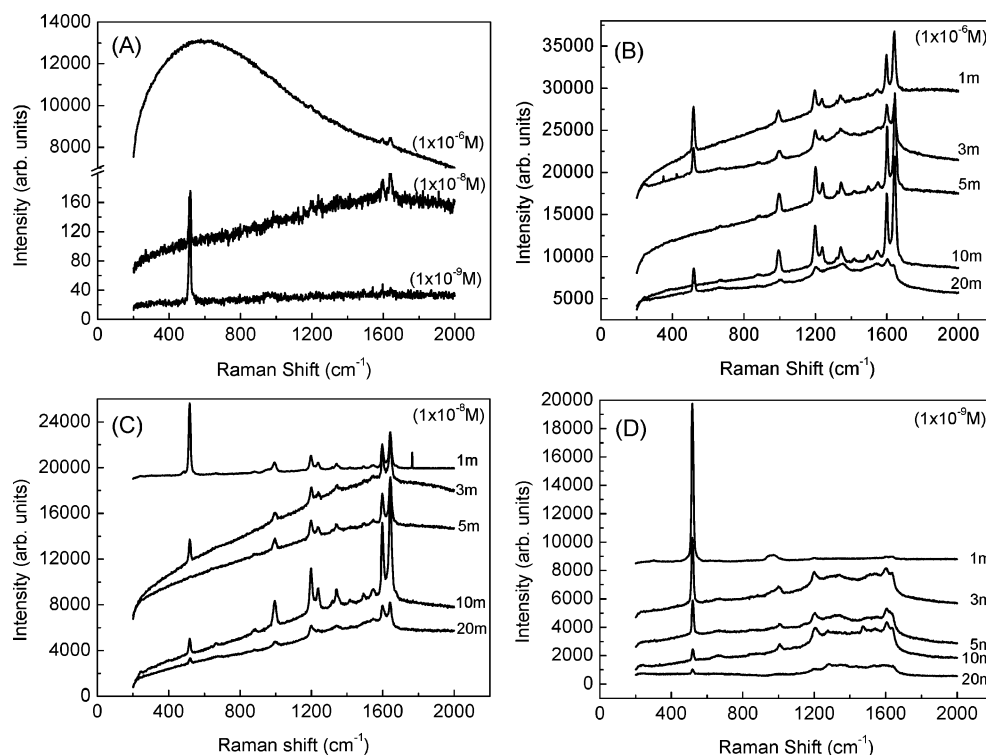 (A)
14000
12000
10000
8000
160
120
80
40
0
Intensity (arb. units)
(1x10⁻⁶M)
(1x10⁻⁸M)
(1x10⁻⁹M)
0 400 800 1200 1600 2000
Raman Shift (cm⁻¹)
(B)
(1x10⁻⁶M)
35000
30000
25000
20000
15000
10000
5000
Intensity (arb. units)
1m
3m
5m
10m
20m
0 400 800 1200 1600 2000
Raman Shift (cm⁻¹)
(C)
(1x10⁻⁸M)
24000
20000
16000
12000
8000
4000
0
Intensity (arb. units)
1m
3m
5m
10m
20m
0 400 800 1200 1600 2000
Raman shift (cm⁻¹)
(D)
(1x10⁻⁹M)
20000
18000
16000
14000
12000
10000
8000
6000
4000
2000
0
Intensity (arb. units)
1m
3m
5m
10m
20m
0 400 800 1200 1600 2000
Raman Shift (cm⁻¹)